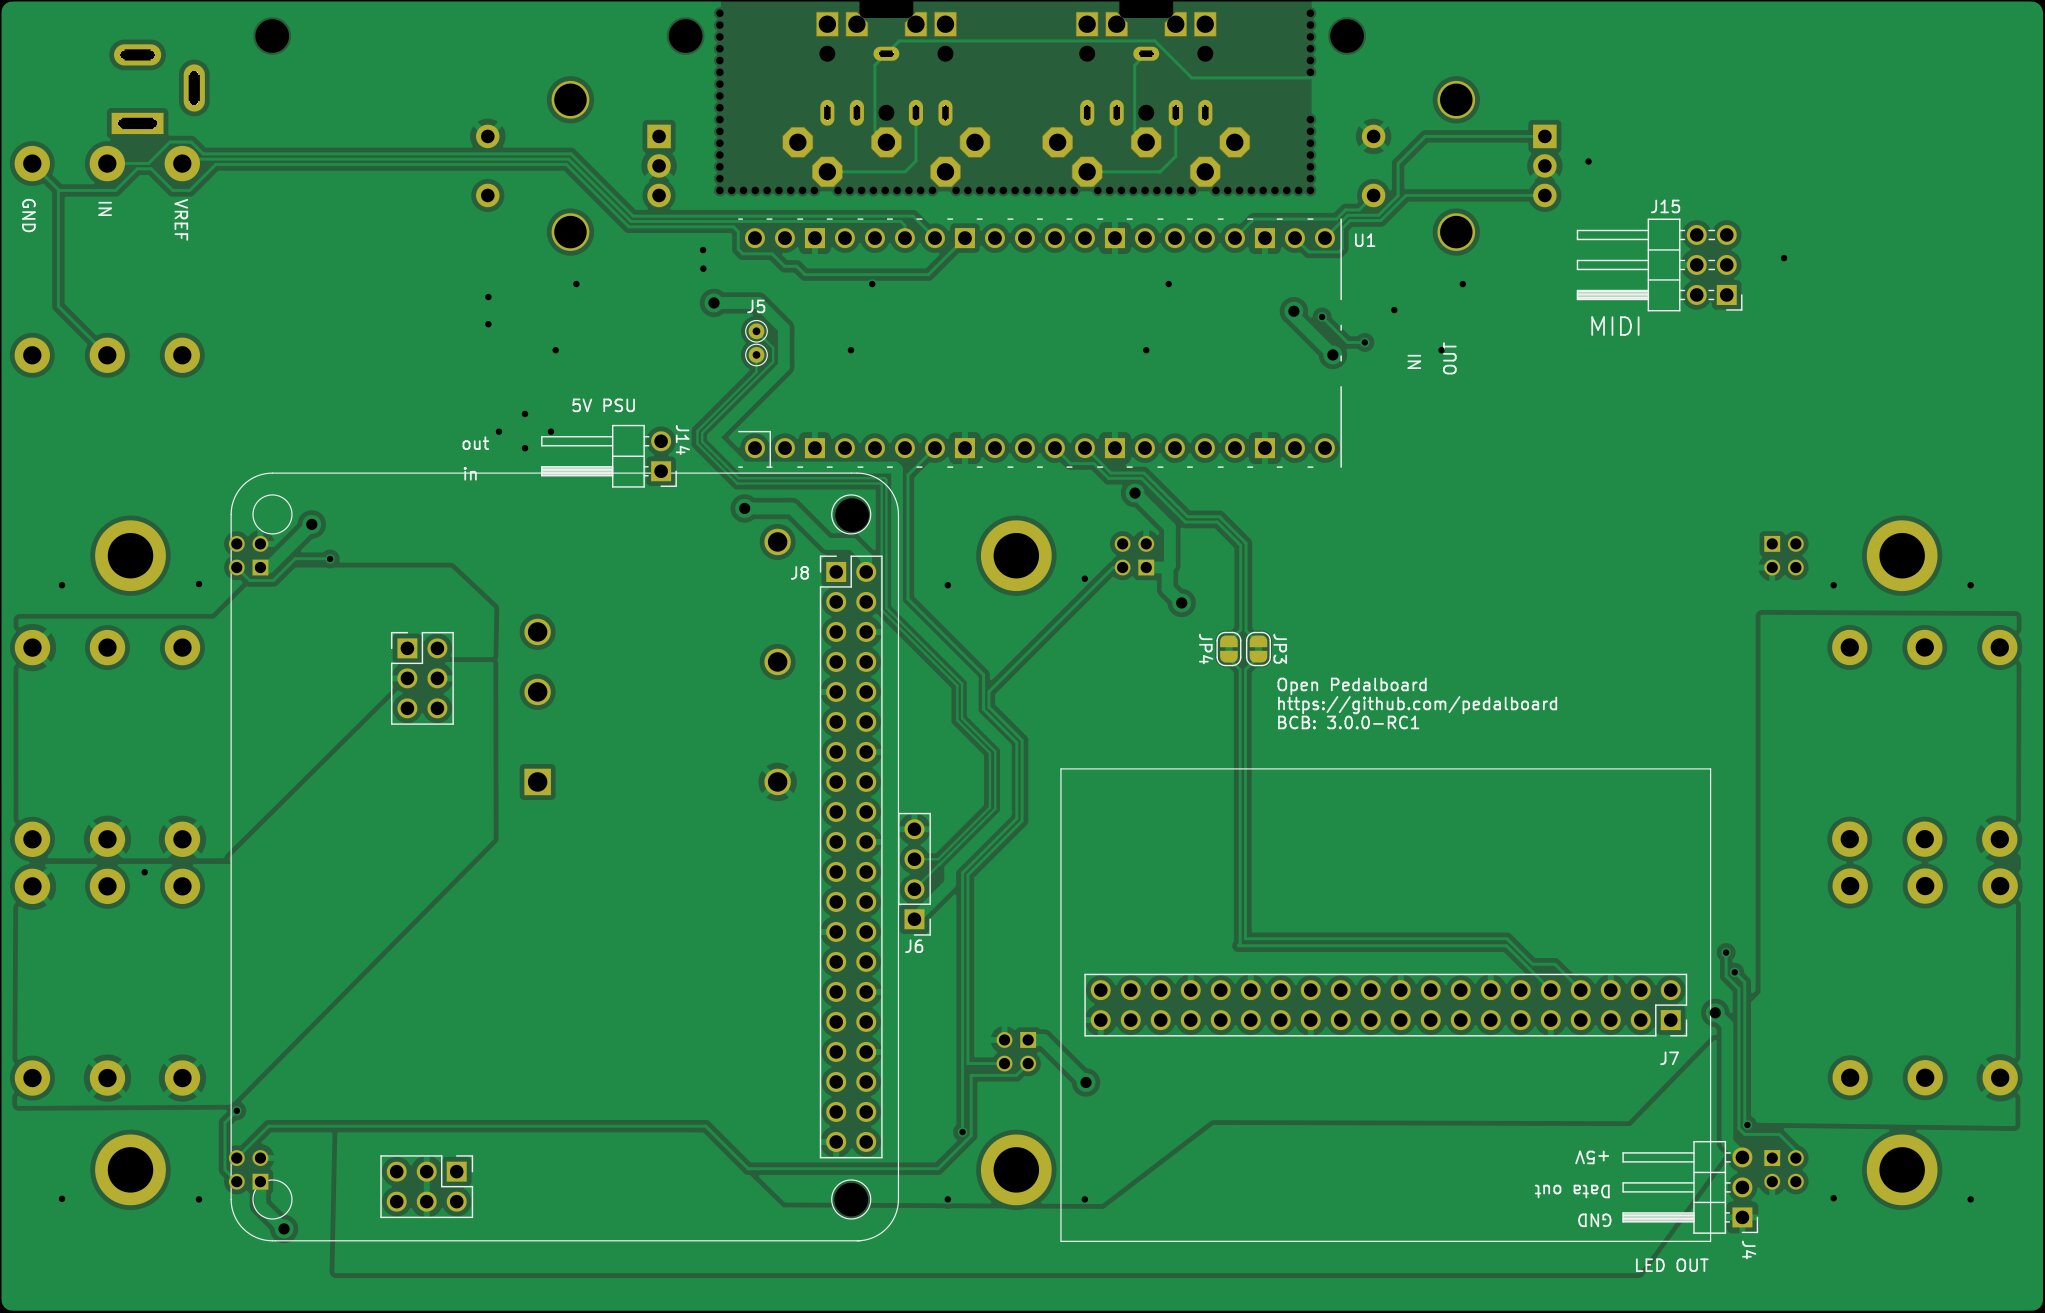 GND
IN
VREF
J15
U1
MIDI
IN
OUT
J5
5V PSU
out
in
J14
J8
JP4
JP3
Open Pedalboard
https://github.com/pedalboard
BCB: 3.0.0-RC1
J6
J7
+5V
Data out
GND
J4
LED OUT